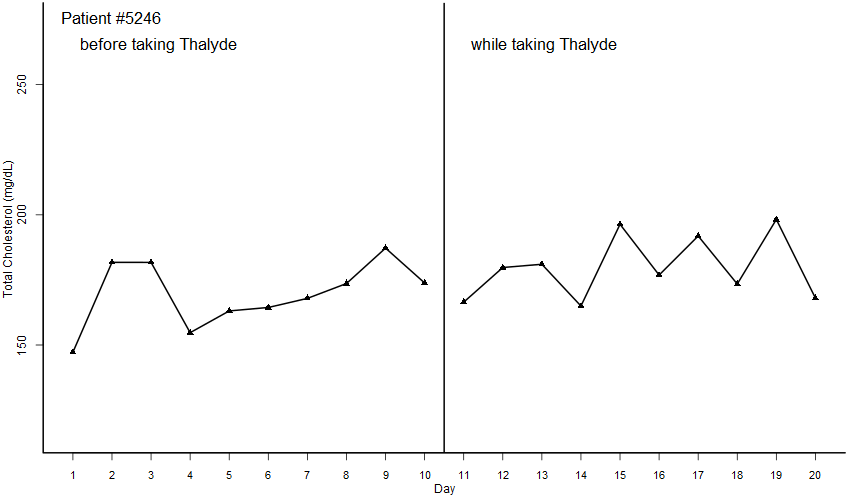 Patient #5246
before taking Thalyde
while taking Thalyde
Total Cholesterol (mg/dL)
250
200
150
1 2 3 4 5 6 7 8 9 10 11 12 13 14 15 16 17 18 19 20
Day